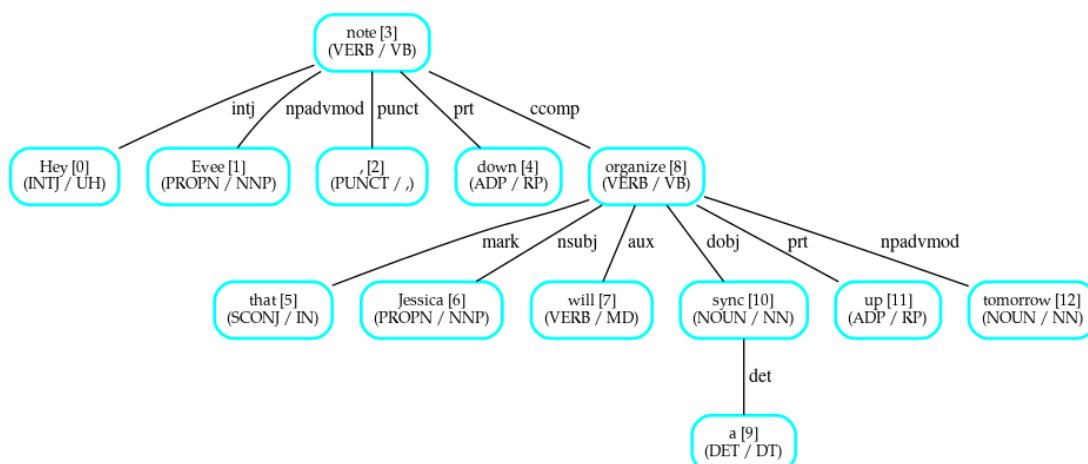 note [3]
(VERB / VB)
intj npadvmod punct prt ccomp
Hey [0] Evee [1] , [2] down [4] organize [8]
(INTJ / UH) (PROPN / NNP) (PUNCT / ,) (ADP / RP) (VERB / VB)
mark nsubj aux dobj prt npadvmod
that [5] Jessica [6] will [7] sync [10] up [11] tomorrow [12]
(SCONJ / IN) (PROPN / NNP) (VERB / MD) (NOUN / NN) (ADP / RP) (NOUN / NN)
det
a [9]
(DET / DT)